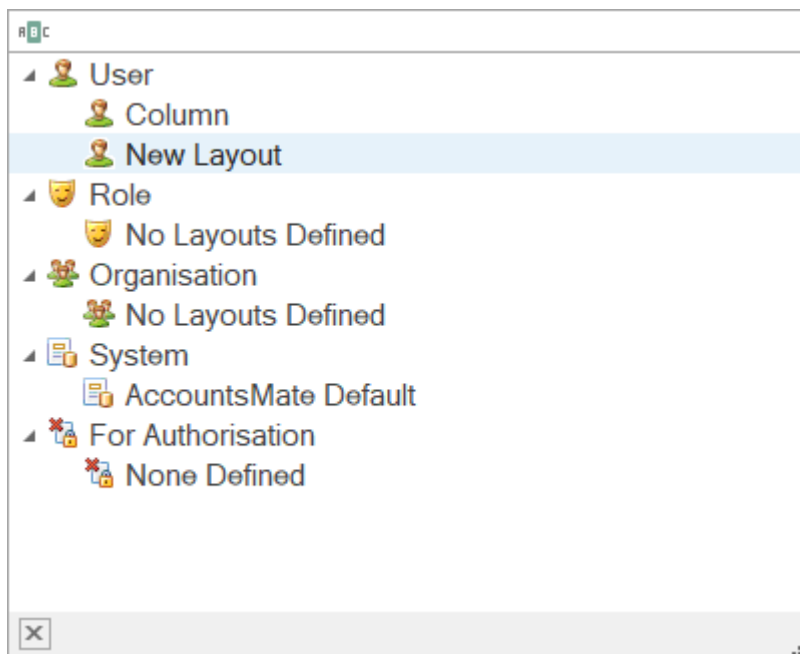 ABC
User
Column
New Layout
Role
No Layouts Defined
Organisation
No Layouts Defined
System
AccountsMate Default
For Authorisation
None Defined